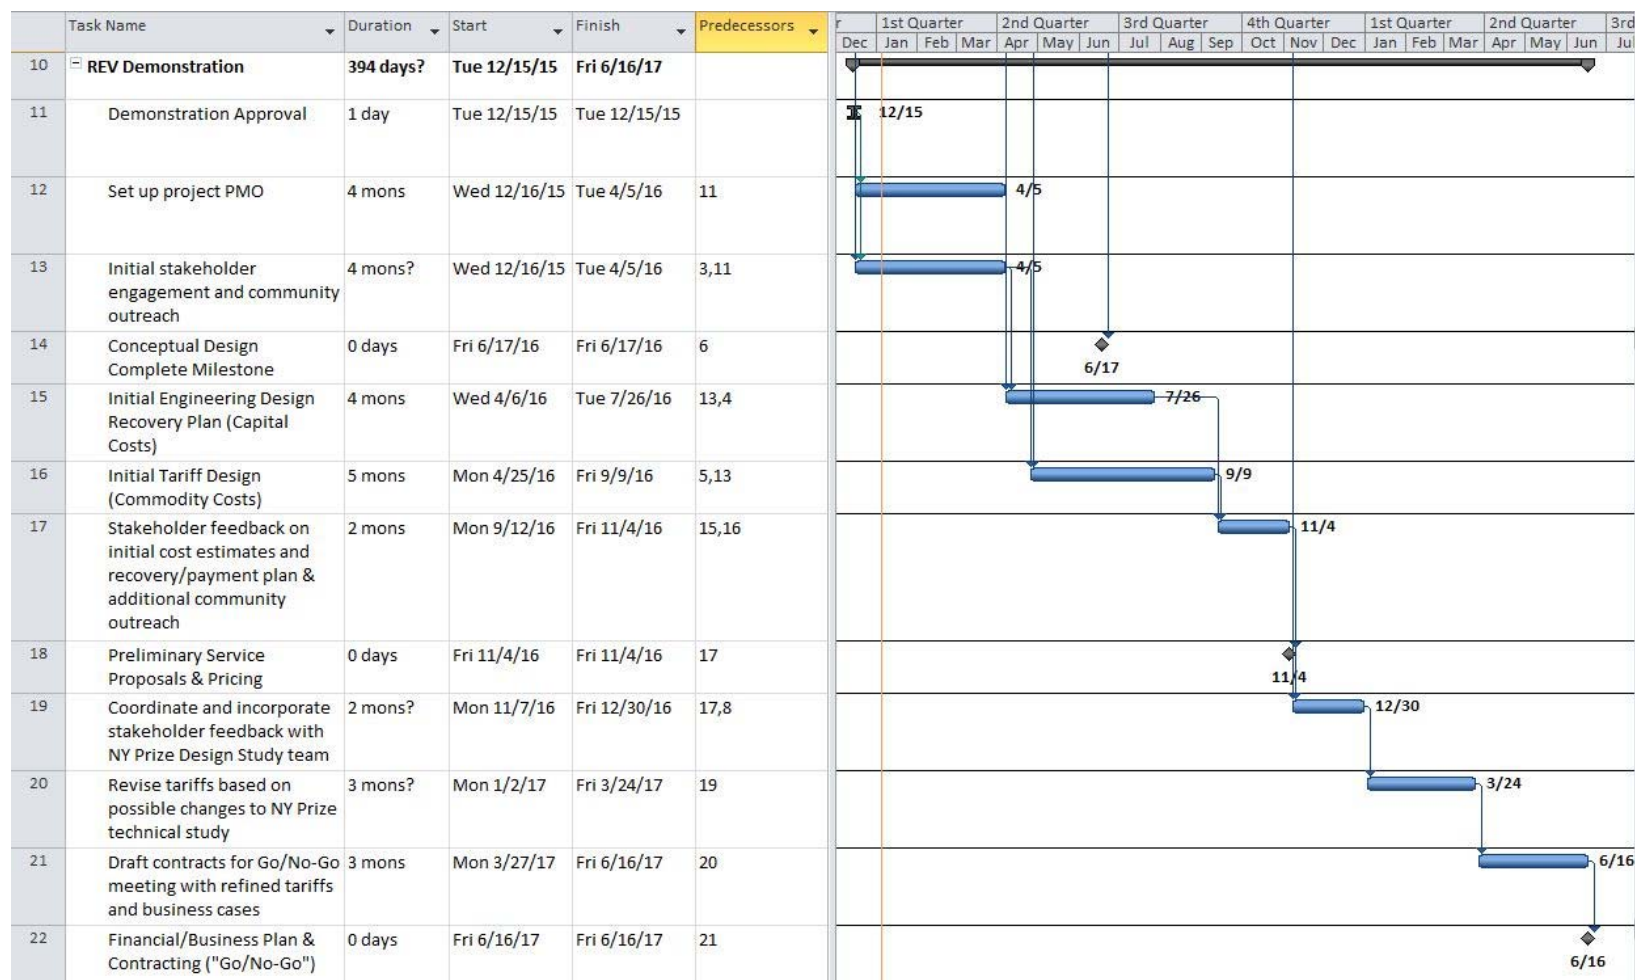 Task Name Duration Start Finish Predecessors r 1st Quarter 2nd Quarter 3rd Quarter 4th Quarter 1st Quarter 2nd Quarter 3rd
Dec Jan Feb Mar Apr May Jun Jul Aug Sep Oct Nov Dec Jan Feb Mar Apr May Jun Jul
10 REV Demonstration 394 days? Tue 12/15/15 Fri 6/16/17
11 Demonstration Approval 1 day Tue 12/15/15 Tue 12/15/15 12/15
12 Set up project PMO 4 mons Wed 12/16/15 Tue 4/5/16 11 4/5
13 Initial stakeholder 4 mons? Wed 12/16/15 Tue 4/5/16 3,11 4/5
engagement and community
outreach
14 Conceptual Design 0 days Fri 6/17/16 Fri 6/17/16 6
Complete Milestone 6/17
15 Initial Engineering Design 4 mons Wed 4/6/16 Tue 7/26/16 13,4 7/26
Recovery Plan (Capital
Costs)
16 Initial Tariff Design 5 mons Mon 4/25/16 Fri 9/9/16 5,13 9/9
(Commodity Costs)
17 Stakeholder feedback on 2 mons Mon 9/12/16 Fri 11/4/16 15,16 11/4
initial cost estimates and
recovery/payment plan &
additional community
outreach
18 Preliminary Service 0 days Fri 11/4/16 Fri 11/4/16 17
Proposals & Pricing 11/4
19 Coordinate and incorporate 2 mons? Mon 11/7/16 Fri 12/30/16 17,8 12/30
stakeholder feedback with
NY Prize Design Study team
20 Revise tariffs based on 3 mons? Mon 1/2/17 Fri 3/24/17 19 3/24
possible changes to NY Prize
technical study
21 Draft contracts for Go/No-Go 3 mons Mon 3/27/17 Fri 6/16/17 20 6/16
meeting with refined tariffs
and business cases
22 Financial/Business Plan & 0 days Fri 6/16/17 Fri 6/16/17 21
Contracting ("Go/No-Go") 6/16